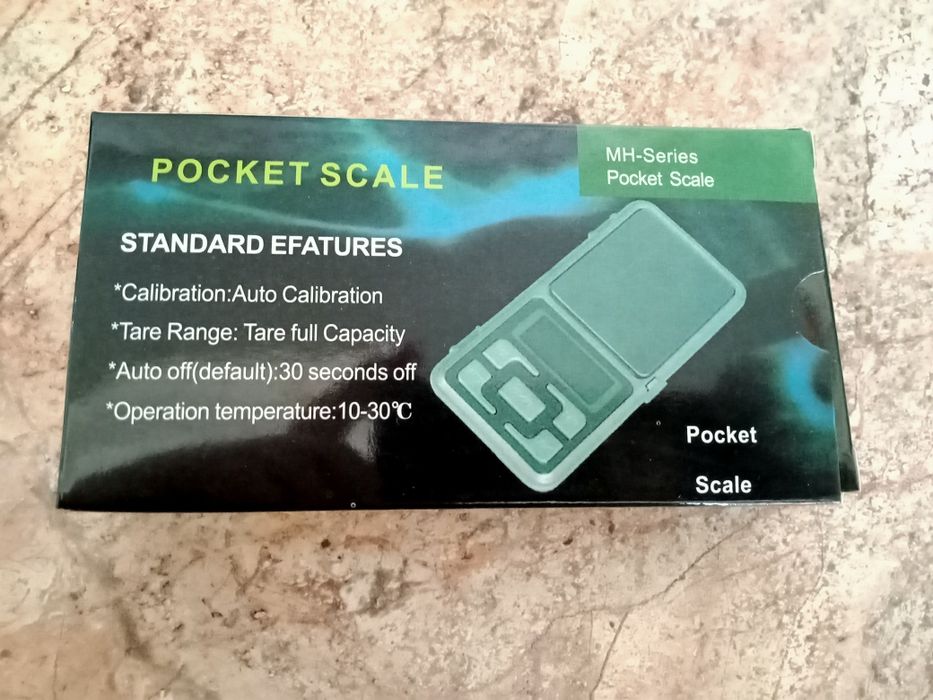 POCKET SCALE
MH-Series
Pocket Scale
STANDARD EFATURES
*Calibration:Auto Calibration
*Tare Range: Tare full Capacity
*Auto off(default):30 seconds off
*Operation temperature:10-30℃
Pocket
Scale